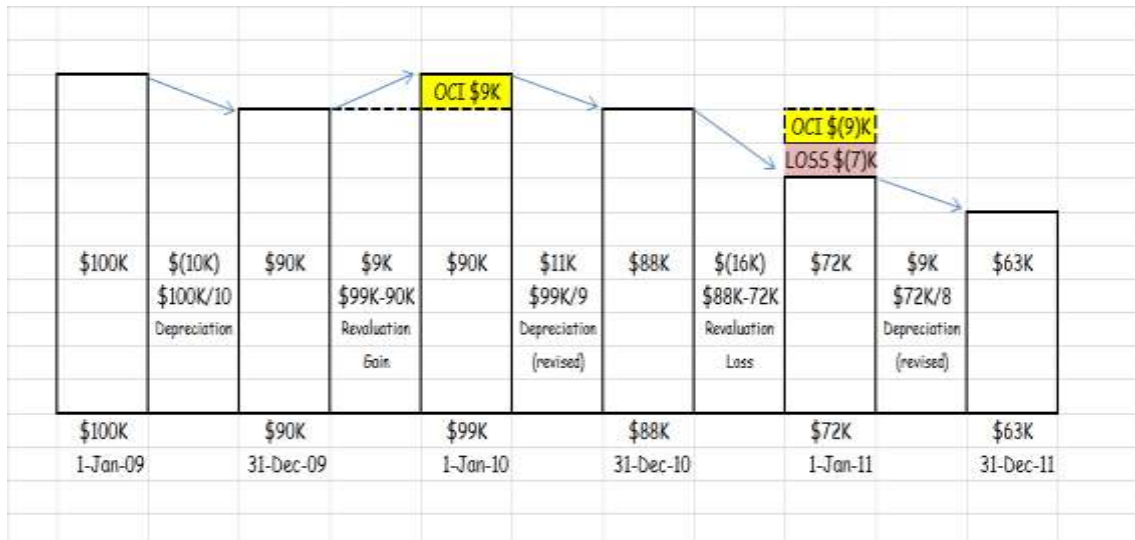 OCI $9K
OCI $(9)K
LOSS $(7)K
$100K $(10K) $90K $9K $90K $11K $88K $(16K) $72K $9K $63K
$100K/10 $99K-90K $99K/9 $88K-72K $72K/8
Depreciation Revaluation Depreciation Revaluation Depreciation
Gain (revised) Loss (revised)
$100K $90K $99K $88K $72K $63K
1-Jan-09 31-Dec-09 1-Jan-10 31-Dec-10 1-Jan-11 31-Dec-11